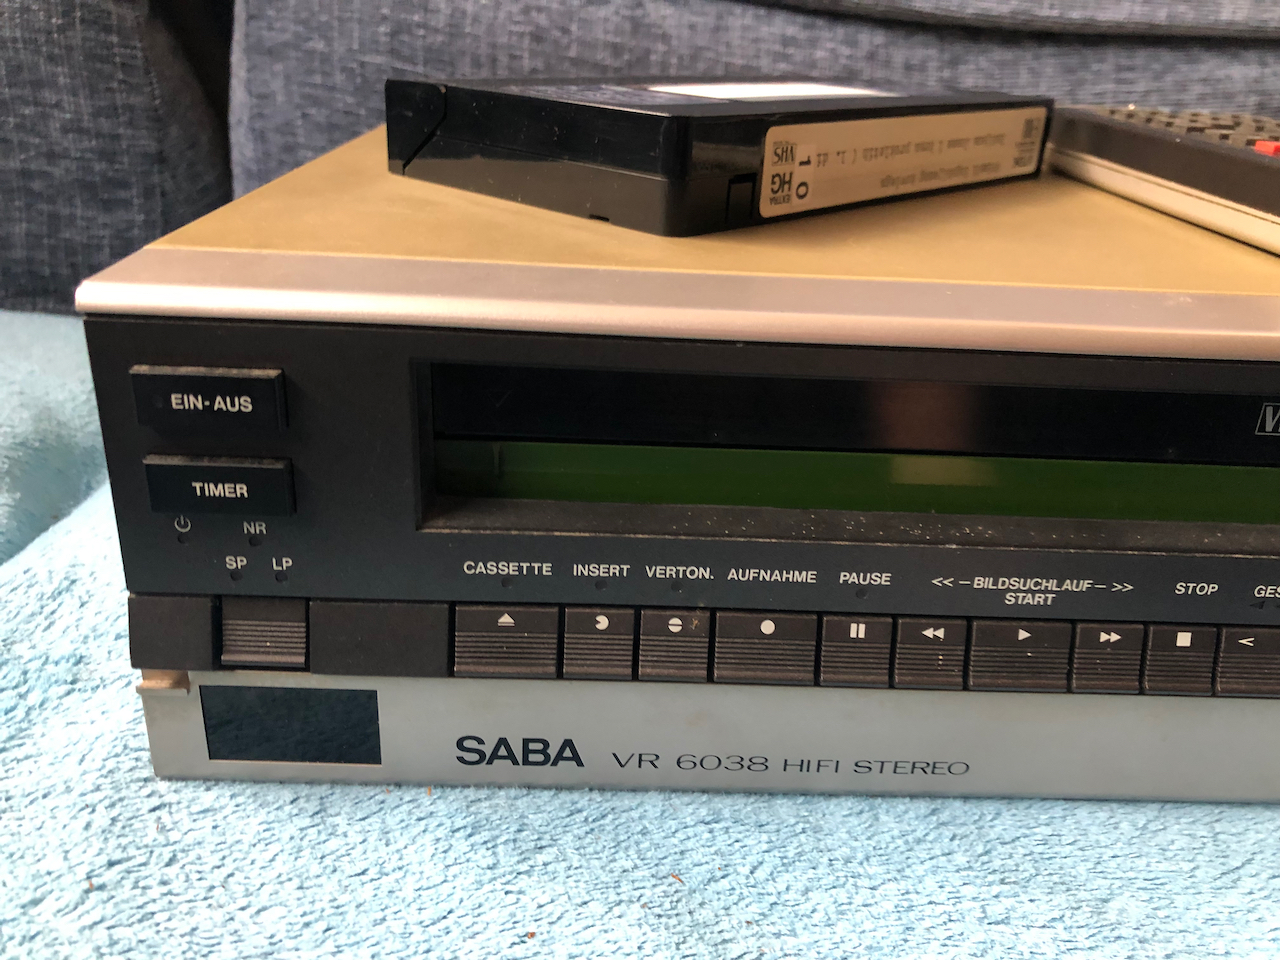 VHS
EXTRA
HG
EIN-AUS
TIMER
NR
SP LP
CASSETTE INSERT VERTON. AUFNAHME PAUSE << – BILDSUCHLAUF – >> STOP
START
SABA VR 6038 HIFI STEREO